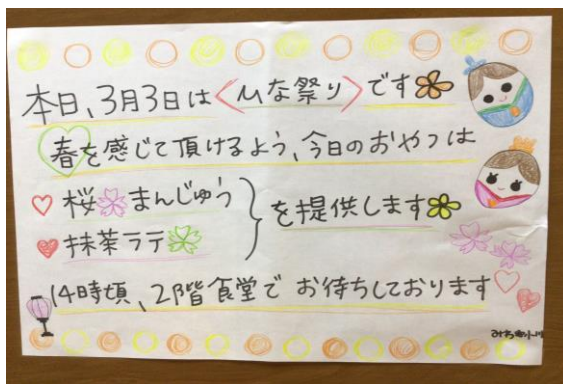 本日、3月3日は〈ひな祭り〉です
春を感じて頂けるよう、今日のおやつは
桜まんじゅう
抹茶ラテ
を提供します
14時頃、2階食堂でお待ちしております